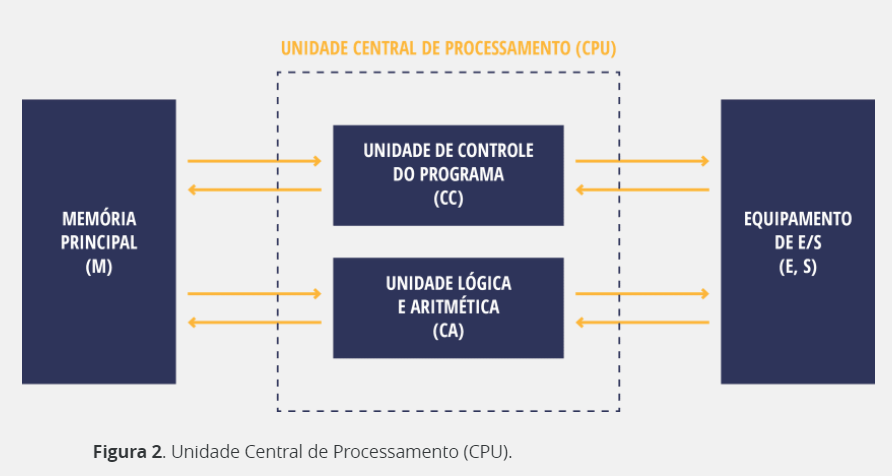 UNIDADE CENTRAL DE PROCESSAMENTO (CPU)
MEMÓRIA
PRINCIPAL
(M)
UNIDADE DE CONTROLE
DO PROGRAMA
(CC)
UNIDADE LÓGICA
E ARITMÉTICA
(CA)
EQUIPAMENTO
DE E/S
(E, S)
Figura 2. Unidade Central de Processamento (CPU).